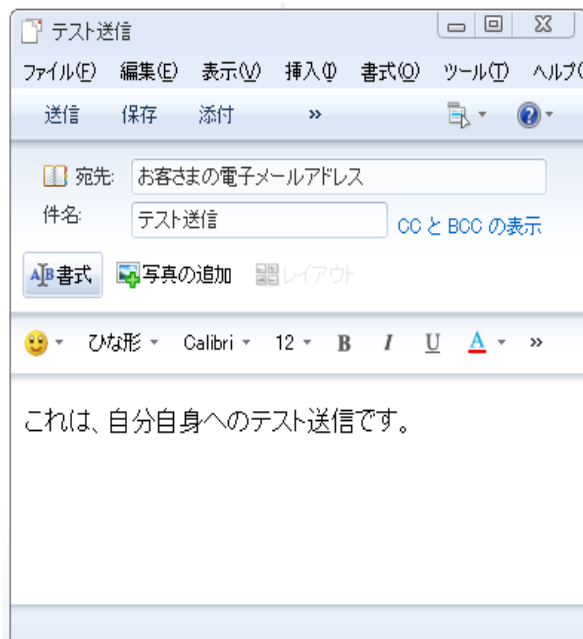 テスト送信
ファイル(F) 編集(E) 表示(V) 挿入(I) 書式(O) ツール(T) ヘルプ(
送信 保存 添付 »
宛先: お客さまの電子メールアドレス
件名: テスト送信 CC と BCC の表示
書式 写真の追加 レイアウト
ひな形 Calibri 12 B I U A »
これは、自分自身へのテスト送信です。